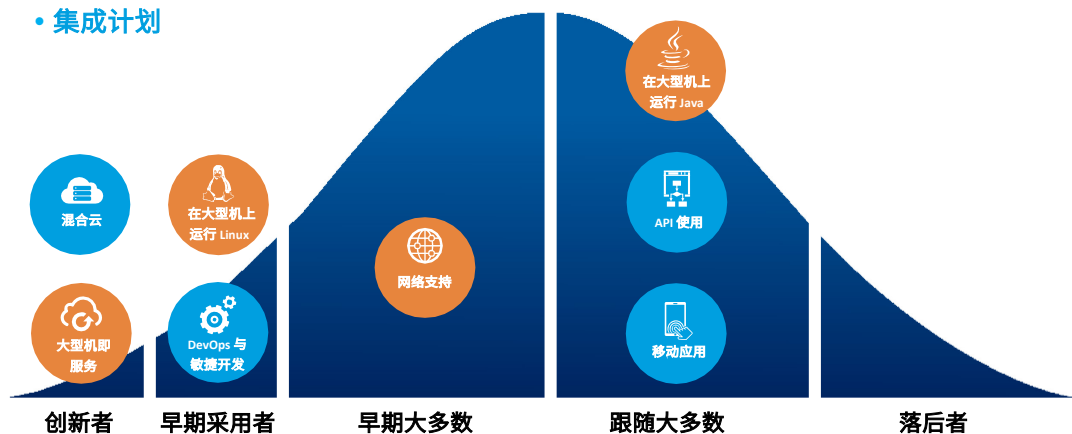 • 集成计划
在大型机上
运行 Java
混合云
在大型机上
运行 Linux
API 使用
网络支持
大型机即
服务
DevOps 与
敏捷开发
移动应用
创新者
早期采用者
早期大多数
跟随大多数
落后者